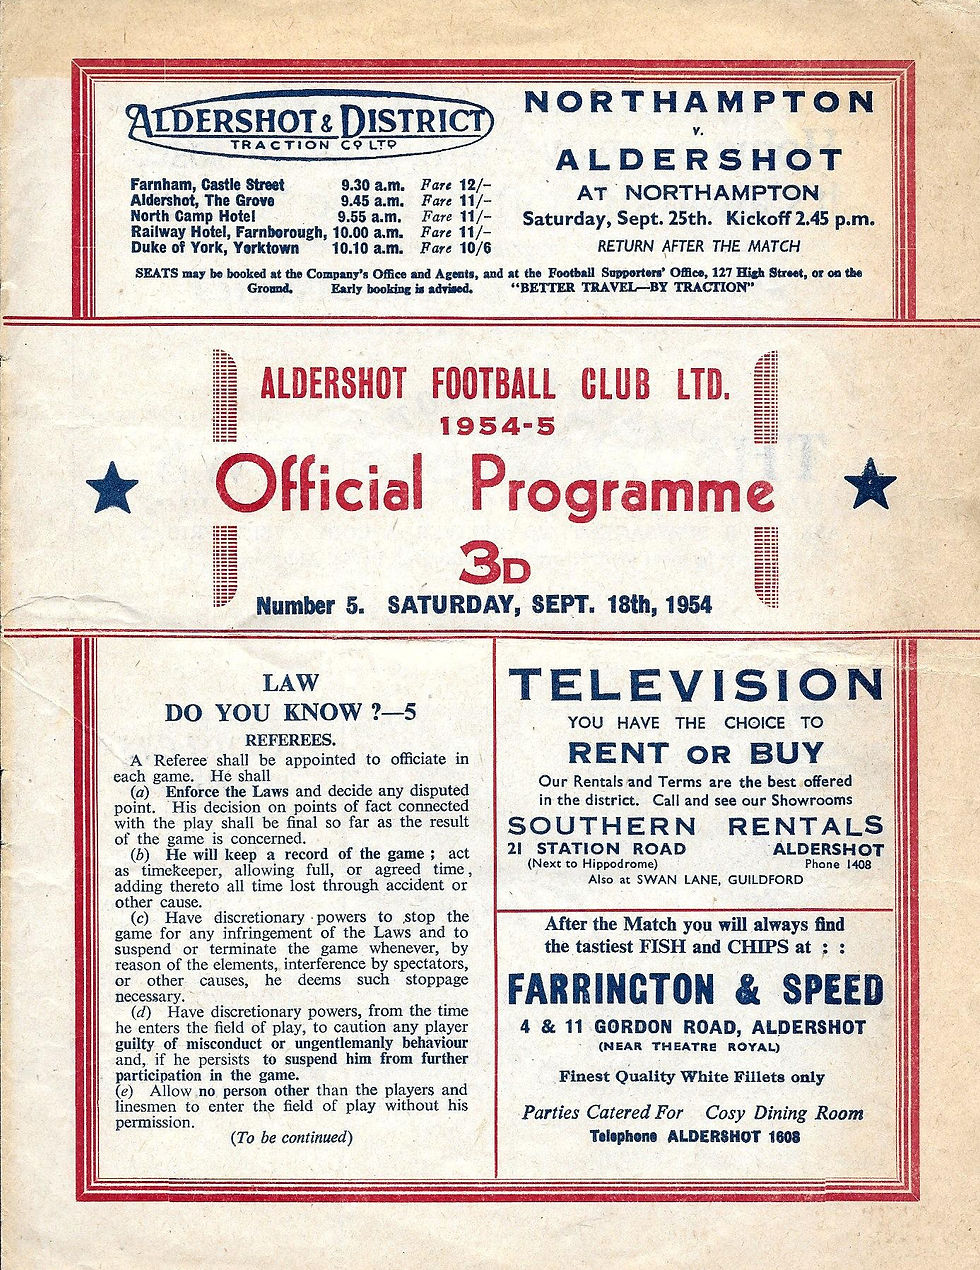 ALDERSHOT & DISTRICT
TRACTION CO LTD
Farnham, Castle Street 9.30 a.m. Fare 12/-
Aldershot, The Grove 9.45 a.m. Fare 11/-
North Camp Hotel 9.55 a.m. Fare 11/-
Railway Hotel, Farnborough, 10.00 a.m. Fare 11/-
Duke of York, Yorktown 10.10 a.m. Fare 10/6
NORTHAMPTON
v.
ALDERSHOT
AT NORTHAMPTON
Saturday, Sept. 25th. Kickoff 2.45 p.m.
RETURN AFTER THE MATCH
SEATS may be booked at the Company's Office and Agents, and at the Football Supporters' Office, 127 High Street, or on the
Ground. Early booking is advised. "BETTER TRAVEL—BY TRACTION"
ALDERSHOT FOOTBALL CLUB LTD.
1954-5
Official Programme
3D
Number 5. SATURDAY, SEPT. 18th, 1954
LAW
DO YOU KNOW ?—5
REFEREES.
A Referee shall be appointed to officiate in
each game. He shall
(a) Enforce the Laws and decide any disputed
point. His decision on points of fact connected
with the play shall be final so far as the result
of the game is concerned.
(b) He will keep a record of the game ; act
as timekeeper, allowing full, or agreed time,
adding thereto all time lost through accident or
other cause.
(c) Have discretionary powers to stop the
game for any infringement of the Laws and to
suspend or terminate the game whenever, by
reason of the elements, interference by spectators,
or other causes, he deems such stoppage
necessary.
(d) Have discretionary powers, from the time
he enters the field of play, to caution any player
guilty of misconduct or ungentlemanly behaviour
and, if he persists to suspend him from further
participation in the game.
(e) Allow no person other than the players and
linesmen to enter the field of play without his
permission.
(To be continued)
TELEVISION
YOU HAVE THE CHOICE TO
RENT OR BUY
Our Rentals and Terms are the best offered
in the district. Call and see our Showrooms
SOUTHERN RENTALS
21 STATION ROAD ALDERSHOT
(Next to Hippodrome) Phone 1408
Also at SWAN LANE, GUILDFORD
After the Match you will always find
the tastiest FISH and CHIPS at : :
FARRINGTON & SPEED
4 & 11 GORDON ROAD, ALDERSHOT
(NEAR THEATRE ROYAL)
Finest Quality White Fillets only
Parties Catered For Cosy Dining Room
Telephone ALDERSHOT 1608